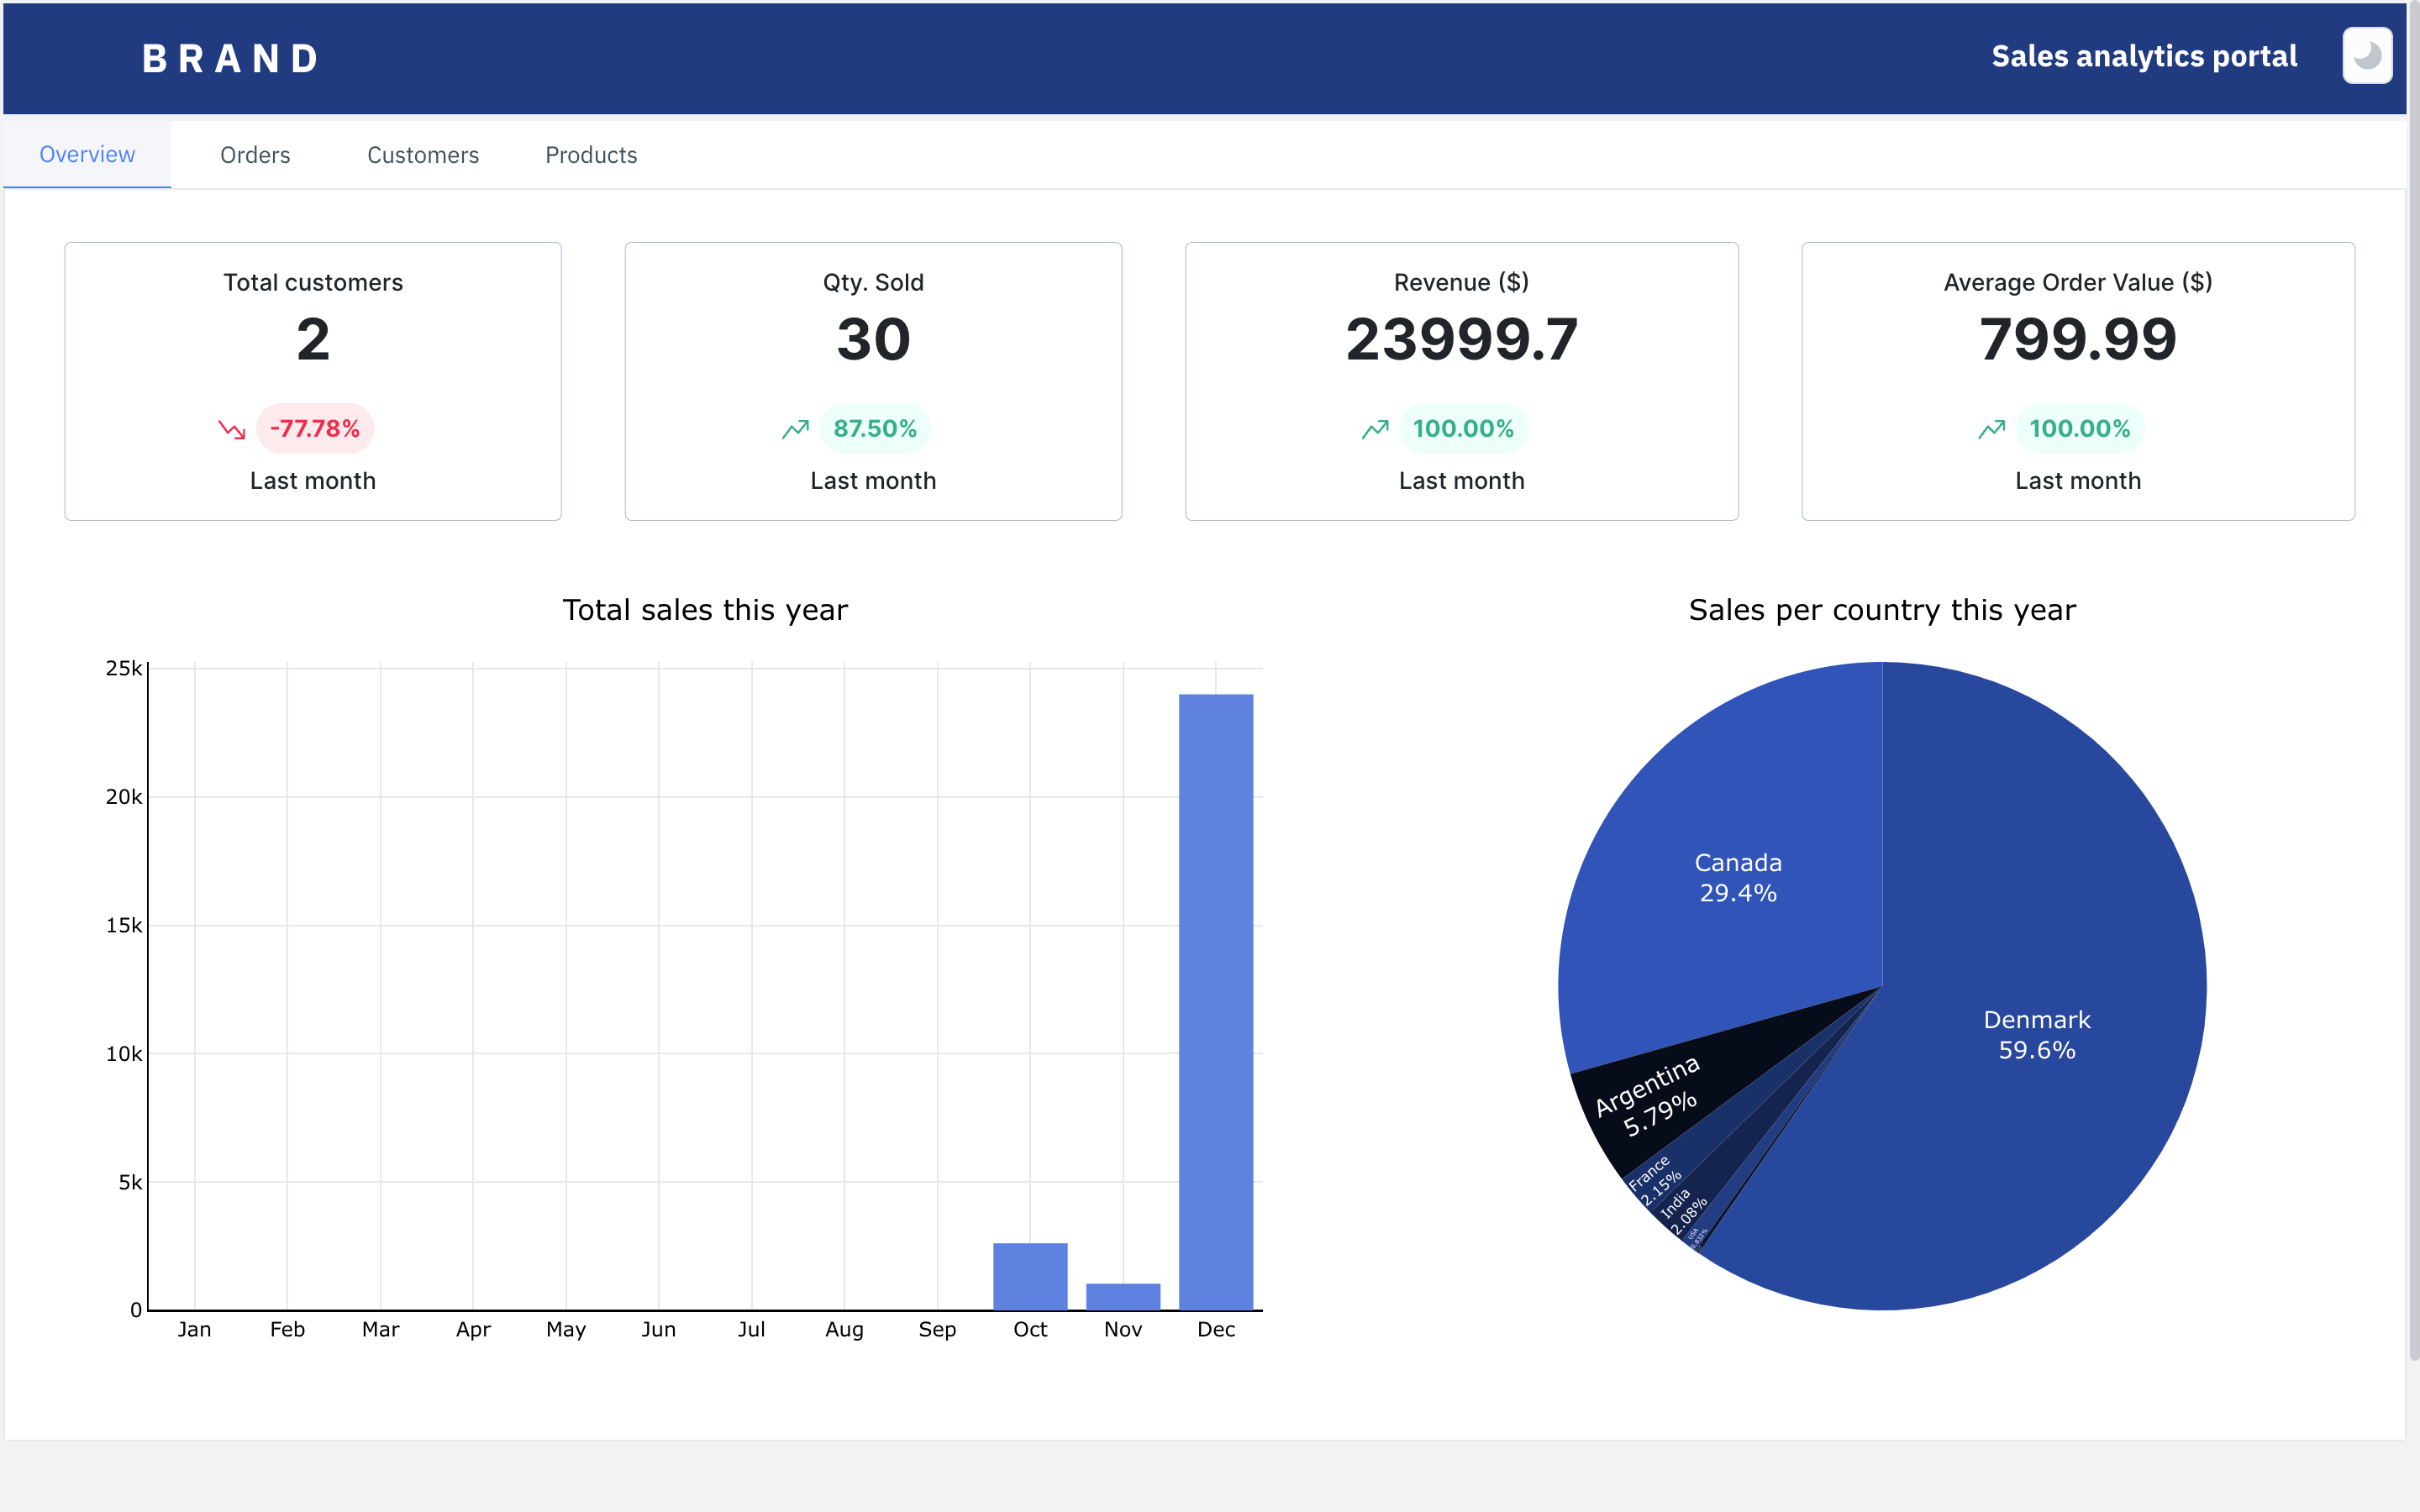 BRAND
Sales analytics portal
Overview
Orders
Customers
Products
Total customers
2
-77.78%
Last month
Qty. Sold
30
87.50%
Last month
Revenue ($)
23999.7
100.00%
Last month
Average Order Value ($)
799.99
100.00%
Last month
Total sales this year
25k
20k
15k
10k
5k
0
Jan
Feb
Mar
Apr
May
Jun
Jul
Aug
Sep
Oct
Nov
Dec
Sales per country this year
Canada
29.4%
Denmark
59.6%
Argentina
5.79%
France
2.15%
India
2.08%
USA